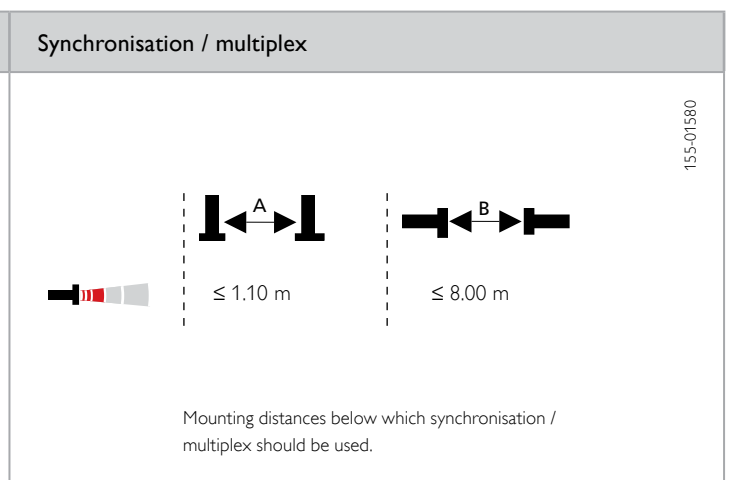 Synchronisation / multiplex
155-01580
A
B
≤ 1.10 m
≤ 8.00 m
Mounting distances below which synchronisation /
multiplex should be used.